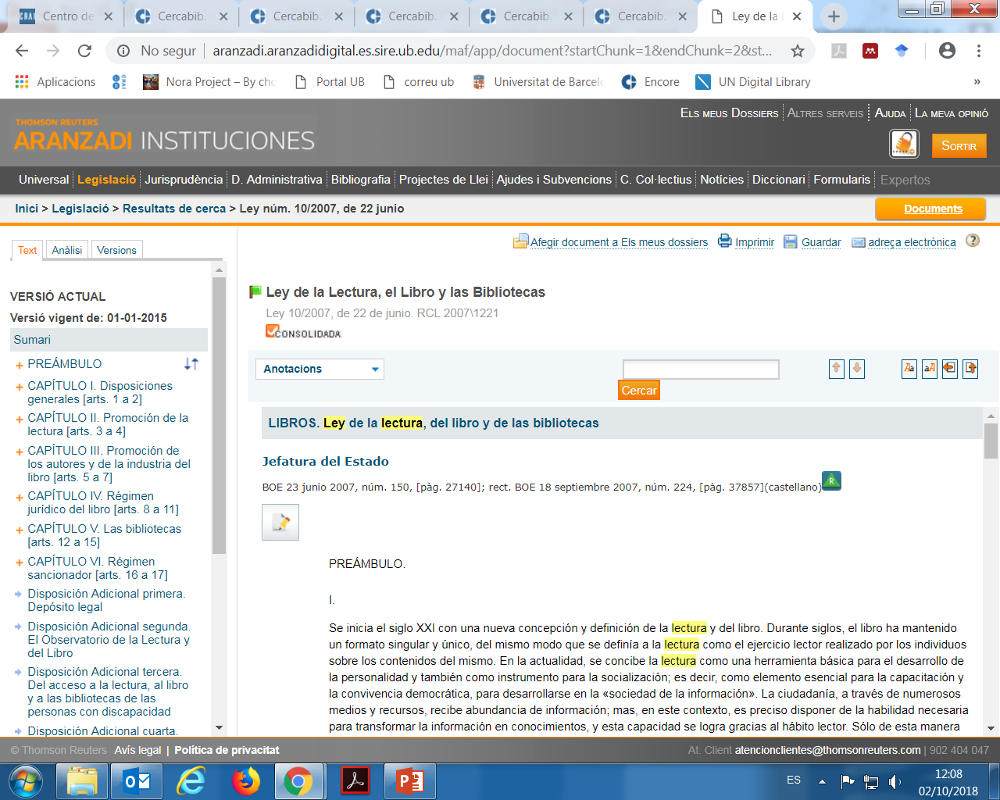 Centro de
Cercabib.
Cercabib.
Cercabib.
Cercabib.
Cercabib.
Ley de la
No segur
aranzadi.aranzadidigital.es.sire.ub.edu/maf/app/document?startChunk=1&endChunk=2&st...
Aplicacions
Nora Project – By cho
Portal UB
correu ub
Universitat de Barcelo
Encore
UN Digital Library
»
THOMSON REUTERS
ARANZADI INSTITUCIONES
Els meus Dossiers
Altres serveis
Ajuda
La meva opinió
Sortir
Universal
Legislació
Jurisprudència
D. Administrativa
Bibliografia
Projectes de Llei
Ajudes i Subvencions
C. Col·lectius
Notícies
Diccionari
Formularis
Expertos
Inici > Legislació > Resultats de cerca > Ley núm. 10/2007, de 22 junio
Documents
Text
Anàlisi
Versions
Afegir document a Els meus dossiers
Imprimir
Guardar
adreça electrònica
?
VERSIÓ ACTUAL
Versió vigent de: 01-01-2015
Sumari
PREÁMBULO
CAPÍTULO I. Disposiciones
generales [arts. 1 a 2]
CAPÍTULO II. Promoción de la
lectura [arts. 3 a 4]
CAPÍTULO III. Promoción de
los autores y de la industria del
libro [arts. 5 a 7]
CAPÍTULO IV. Régimen
jurídico del libro [arts. 8 a 11]
CAPÍTULO V. Las bibliotecas
[arts. 12 a 15]
CAPÍTULO VI. Régimen
sancionador [arts. 16 a 17]
Disposición Adicional primera.
Depósito legal
Disposición Adicional segunda.
El Observatorio de la Lectura y
del Libro
Disposición Adicional tercera.
Del acceso a la lectura, al libro
y a las bibliotecas de las
personas con discapacidad
Disposición Adicional cuarta.
Ley de la Lectura, el Libro y las Bibliotecas
Ley 10/2007, de 22 de junio. RCL 2007\1221
CONSOLIDADA
Anotacions
Cercar
LIBROS. Ley de la lectura, del libro y de las bibliotecas
Jefatura del Estado
BOE 23 junio 2007, núm. 150, [pàg. 27140]; rect. BOE 18 septiembre 2007, núm. 224, [pàg. 37857](castellano)
R
PREÁMBULO.
I.
Se inicia el siglo XXI con una nueva concepción y definición de la lectura y del libro. Durante siglos, el libro ha mantenido
un formato singular y único, del mismo modo que se definía a la lectura como el ejercicio lector realizado por los individuos
sobre los contenidos del mismo. En la actualidad, se concibe la lectura como una herramienta básica para el desarrollo de
la personalidad y también como instrumento para la socialización; es decir, como elemento esencial para la capacitación y
la convivencia democrática, para desarrollarse en la «sociedad de la información». La ciudadanía, a través de numerosos
medios y recursos, recibe abundancia de información; mas, en este contexto, es preciso disponer de la habilidad necesaria
para transformar la información en conocimientos, y esta capacidad se logra gracias al hábito lector. Sólo de esta manera
© Thomson Reuters Avís legal | Política de privacitat
At. Client atencionclientes@thomsonreuters.com | 902 404 047
ES
12:08
02/10/2018